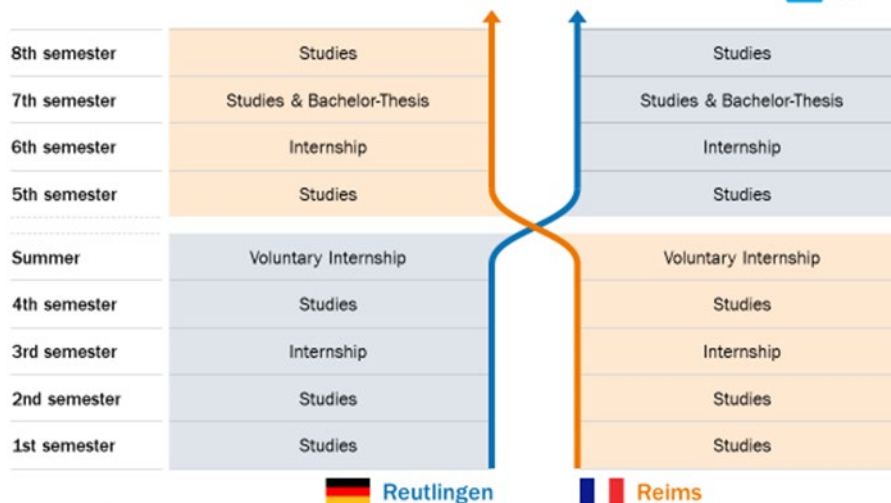 8th semester Studies Studies
7th semester Studies & Bachelor-Thesis Studies & Bachelor-Thesis
6th semester Internship Internship
5th semester Studies Studies
Summer Voluntary Internship Voluntary Internship
4th semester Studies Studies
3rd semester Internship Internship
2nd semester Studies Studies
1st semester Studies Studies
Reutlingen Reims